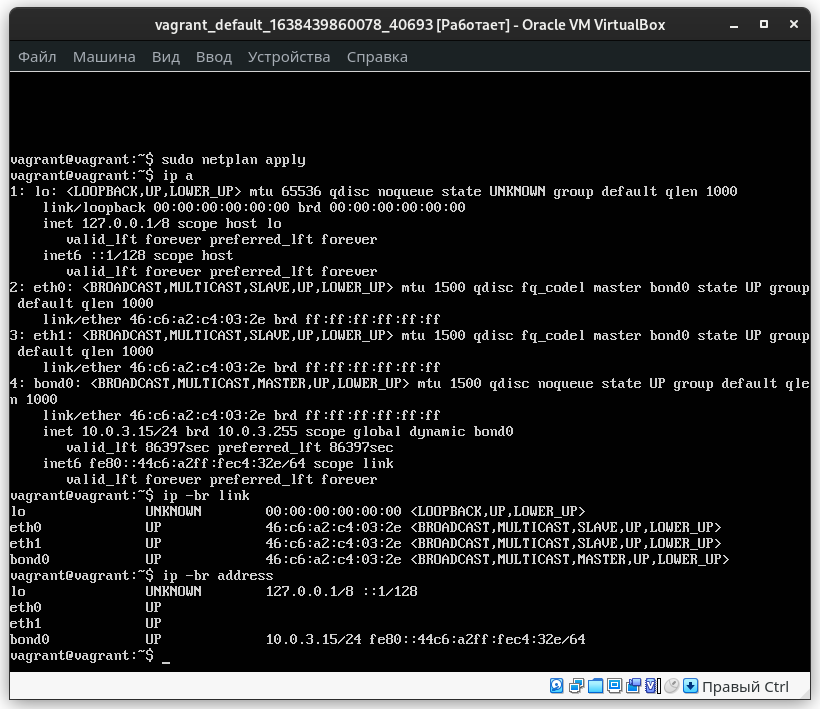 vagrant_default_1638439860078_40693 [Работает] - Oracle VM VirtualBox
Файл Машина Вид Ввод Устройства Справка
vagrant@vagrant:~$ sudo netplan apply
vagrant@vagrant:~$ ip a
1: lo: <LOOPBACK,UP,LOWER_UP> mtu 65536 qdisc noqueue state UNKNOWN group default qlen 1000
    link/loopback 00:00:00:00:00:00 brd 00:00:00:00:00:00
    inet 127.0.0.1/8 scope host lo
       valid_lft forever preferred_lft forever
    inet6 ::1/128 scope host
       valid_lft forever preferred_lft forever
2: eth0: <BROADCAST,MULTICAST,SLAVE,UP,LOWER_UP> mtu 1500 qdisc fq_codel master bond0 state UP group
 default qlen 1000
    link/ether 46:c6:a2:c4:03:2e brd ff:ff:ff:ff:ff:ff
3: eth1: <BROADCAST,MULTICAST,SLAVE,UP,LOWER_UP> mtu 1500 qdisc fq_codel master bond0 state UP group
 default qlen 1000
    link/ether 46:c6:a2:c4:03:2e brd ff:ff:ff:ff:ff:ff
4: bond0: <BROADCAST,MULTICAST,MASTER,UP,LOWER_UP> mtu 1500 qdisc noqueue state UP group default qle
n 1000
    link/ether 46:c6:a2:c4:03:2e brd ff:ff:ff:ff:ff:ff
    inet 10.0.3.15/24 brd 10.0.3.255 scope global dynamic bond0
       valid_lft 86397sec preferred_lft 86397sec
    inet6 fe80::44c6:a2ff:fec4:32e/64 scope link
       valid_lft forever preferred_lft forever
vagrant@vagrant:~$ ip -br link
lo               UNKNOWN        00:00:00:00:00:00 <LOOPBACK,UP,LOWER_UP>
eth0             UP             46:c6:a2:c4:03:2e <BROADCAST,MULTICAST,SLAVE,UP,LOWER_UP>
eth1             UP             46:c6:a2:c4:03:2e <BROADCAST,MULTICAST,SLAVE,UP,LOWER_UP>
bond0            UP             46:c6:a2:c4:03:2e <BROADCAST,MULTICAST,MASTER,UP,LOWER_UP>
vagrant@vagrant:~$ ip -br address
lo               UNKNOWN        127.0.0.1/8 ::1/128
eth0             UP
eth1             UP
bond0            UP             10.0.3.15/24 fe80::44c6:a2ff:fec4:32e/64
vagrant@vagrant:~$ _
Правый Ctrl